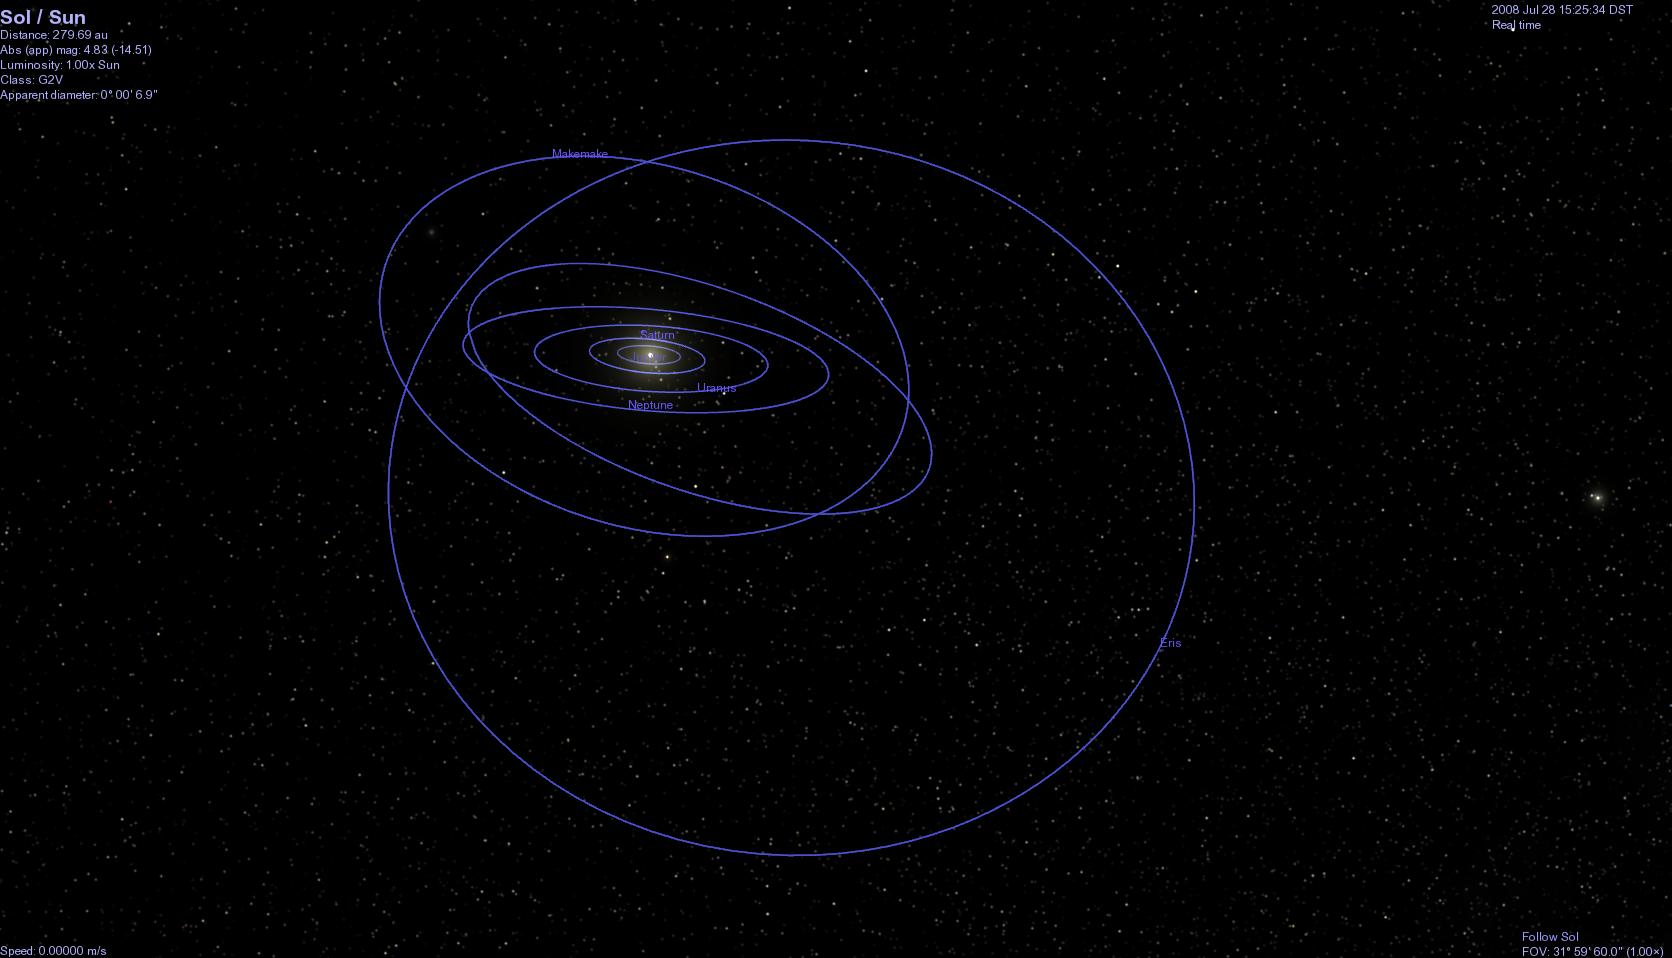 Sol / Sun
Distance: 279.69 au
Abs (app) mag: 4.83 (-14.51)
Luminosity: 1.00x Sun
Class: G2V
Apparent diameter: 0° 00' 6.9"
2008 Jul 28 15:25:34 DST
Real time
Makemake
Saturn
Jupiter
Uranus
Neptune
Eris
Speed: 0.00000 m/s
Follow Sol
FOV: 31° 59' 60.0" (1.00×)